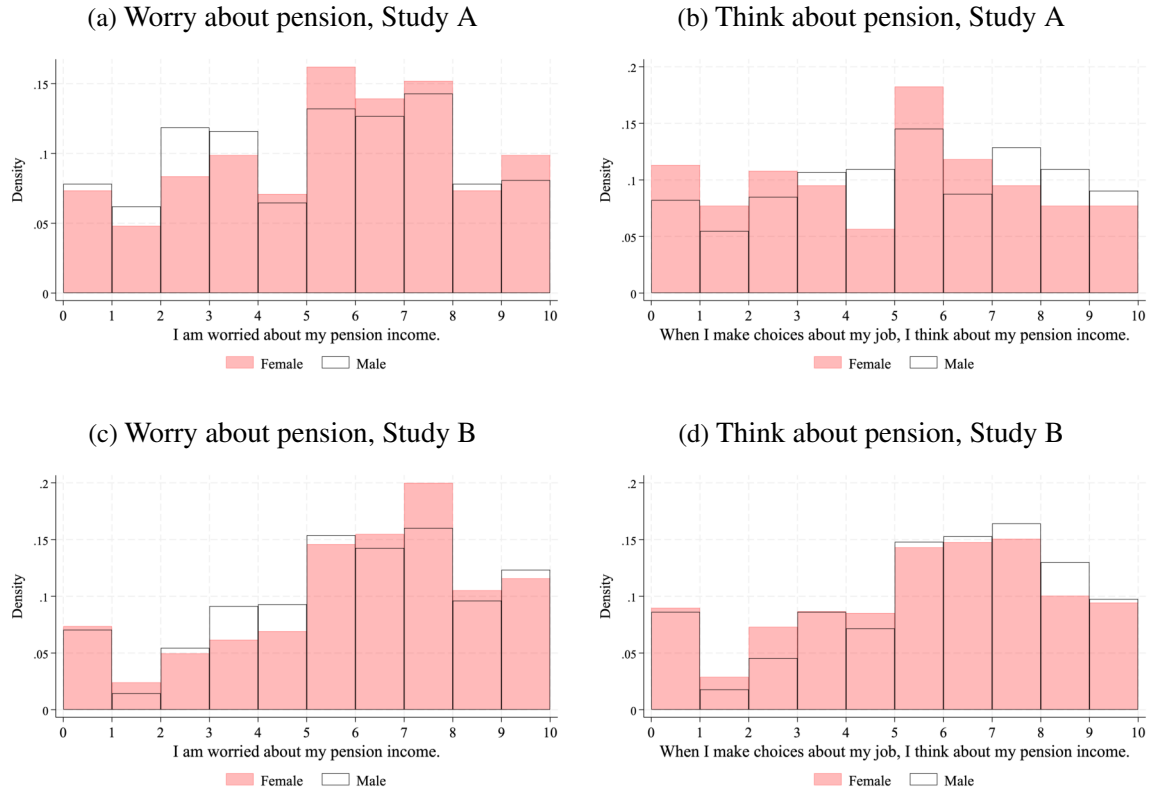 (a) Worry about pension, Study A
.15
.1
.05
0
Density
0 1 2 3 4 5 6 7 8 9 10
I am worried about my pension income.
Female Male
(b) Think about pension, Study A
.2
.15
.1
.05
0
Density
0 1 2 3 4 5 6 7 8 9 10
When I make choices about my job, I think about my pension income.
Female Male
(c) Worry about pension, Study B
.2
.15
.1
.05
0
Density
0 1 2 3 4 5 6 7 8 9 10
I am worried about my pension income.
Female Male
(d) Think about pension, Study B
.2
.15
.1
.05
0
Density
0 1 2 3 4 5 6 7 8 9 10
When I make choices about my job, I think about my pension income.
Female Male